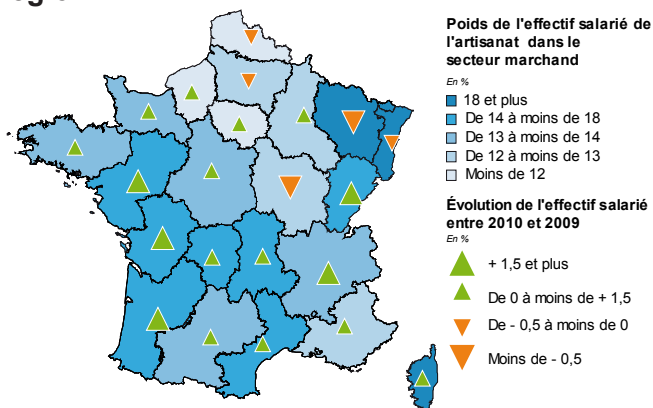 Poids de l'effectif salarié de
l'artisanat dans le
secteur marchand
En %
18 et plus
De 14 à moins de 18
De 13 à moins de 14
De 12 à moins de 13
Moins de 12
Évolution de l'effectif salarié
entre 2010 et 2009
En %
+ 1,5 et plus
De 0 à moins de + 1,5
De - 0,5 à moins de 0
Moins de - 0,5